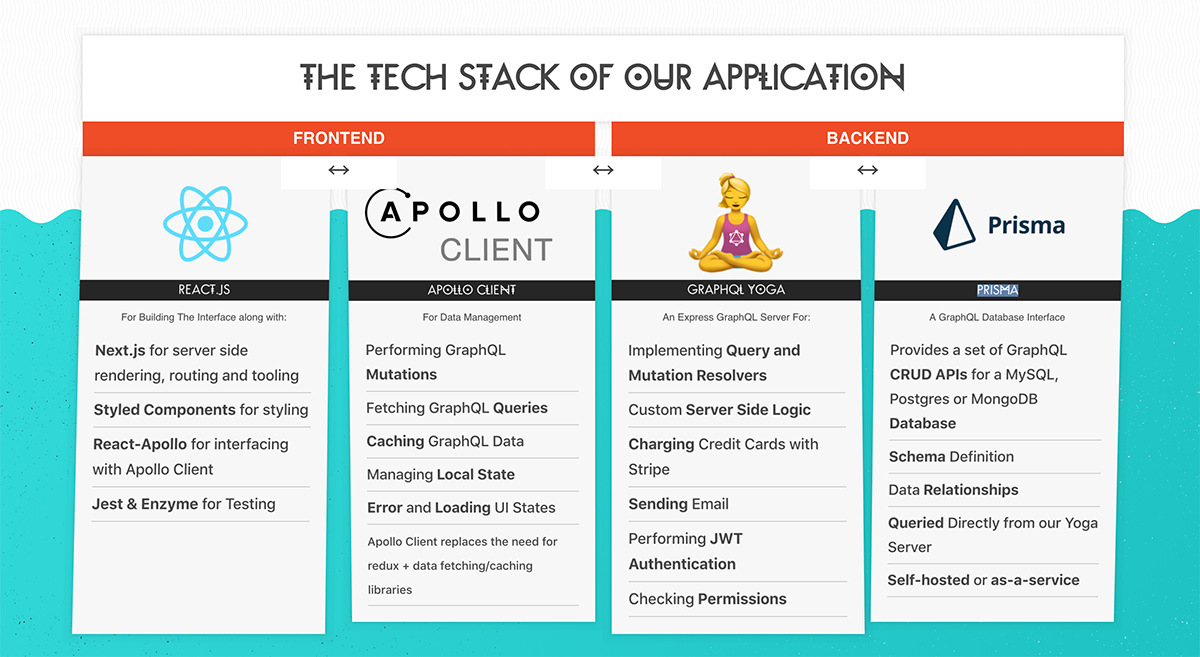 THE TECH STACK OF OUR APPLICATION
FRONTEND
BACKEND
APOLLO
CLIENT
Prisma
REACT.JS
For Building The Interface along with:
Next.js for server side
rendering, routing and tooling
Styled Components for styling
React-Apollo for interfacing
with Apollo Client
Jest & Enzyme for Testing
APOLLO CLIENT
For Data Management
Performing GraphQL
Mutations
Fetching GraphQL Queries
Caching GraphQL Data
Managing Local State
Error and Loading UI States
Apollo Client replaces the need for
redux + data fetching/caching
libraries
GRAPHQL YOGA
An Express GraphQL Server For:
Implementing Query and
Mutation Resolvers
Custom Server Side Logic
Charging Credit Cards with
Stripe
Sending Email
Performing JWT
Authentication
Checking Permissions
PRISMA
A GraphQL Database Interface
Provides a set of GraphQL
CRUD APIs for a MySQL,
Postgres or MongoDB
Database
Schema Definition
Data Relationships
Queried Directly from our Yoga
Server
Self-hosted or as-a-service